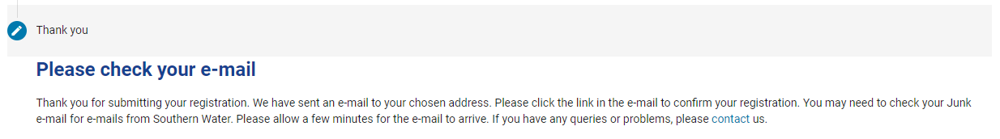 Thank you
Please check your e-mail
Thank you for submitting your registration. We have sent an e-mail to your chosen address. Please click the link in the e-mail to confirm your registration. You may need to check your Junk
e-mail for e-mails from Southern Water. Please allow a few minutes for the e-mail to arrive. If you have any queries or problems, please contact us.